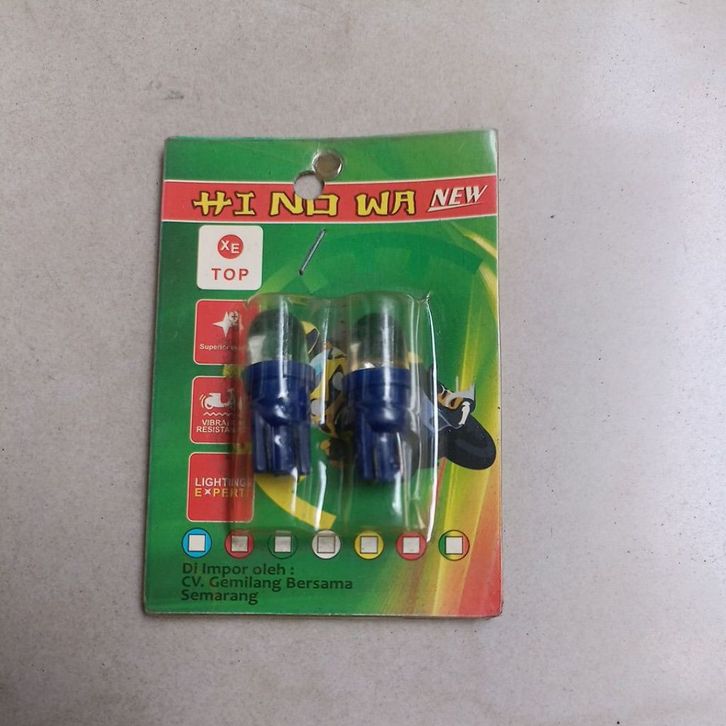 HI NO WA NEW
XE
TOP
VIBRA
RESISTA
LIGHTING
EXPERT
Di Impor oleh :
CV. Gemilang Bersama
Semarang